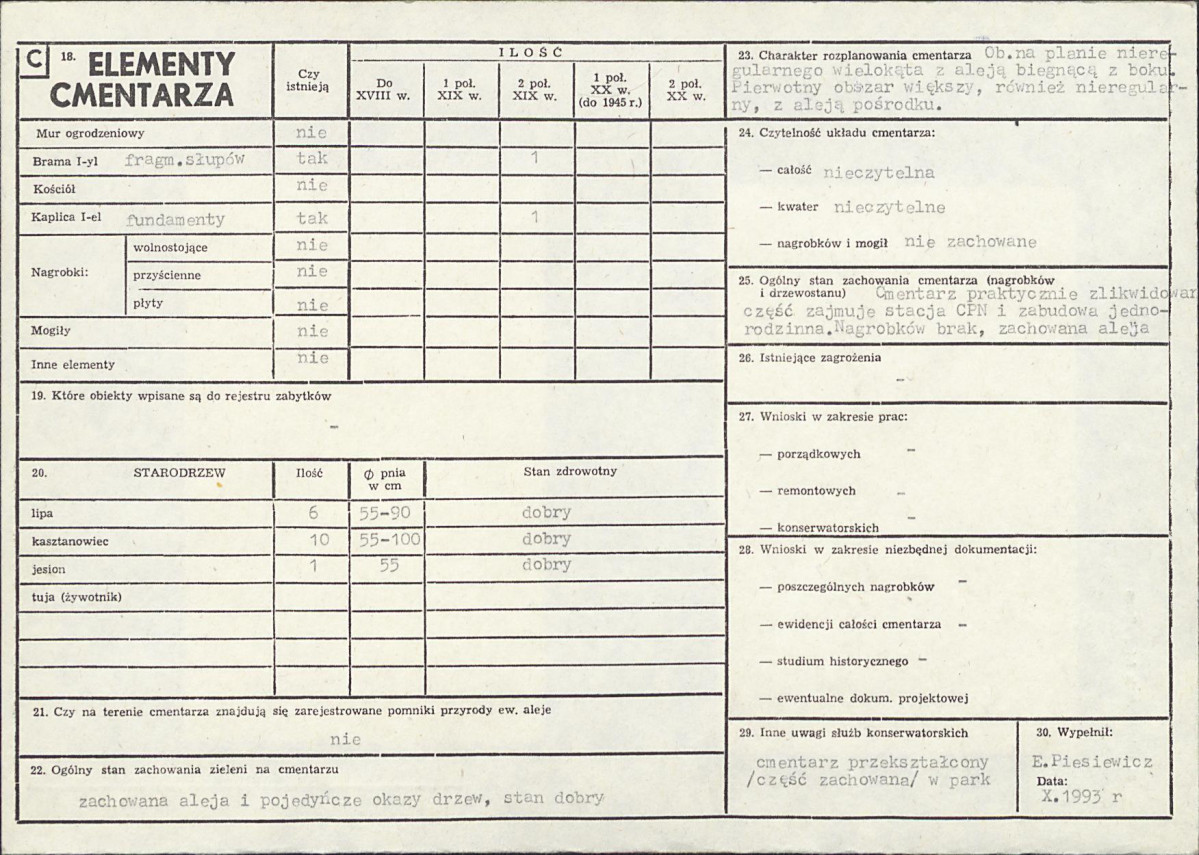 C 18. ELEMENTY
CMENTARZA
Czy
istnieją
ILOŚĆ
Do
XVIII w.
1 poł.
XIX w.
2 poł.
XIX w.
1 poł.
XX w.
(do 1945 r.)
2 poł.
XX w.
Mur ogrodzeniowy nie
Brama I-yl fragm.słupów tak 1
Kościół nie
Kaplica I-el fundamenty tak 1
Nagrobki:
wolnostojące nie
przyścienne nie
płyty nie
Mogiły nie
Inne elementy nie
19. Które obiekty wpisane są do rejestru zabytków
-
20. STARODRZEW Ilość ϕ pnia
w cm
Stan zdrowotny
lipa 6 55-90 dobry
kasztanowiec 10 55-100 dobry
jesion 1 55 dobry
tuja (żywotnik)
21. Czy na terenie cmentarza znajdują się zarejestrowane pomniki przyrody ew. aleje
nie
22. Ogólny stan zachowania zieleni na cmentarzu
zachowana aleja i pojedyńcze okazy drzew, stan dobry
23. Charakter rozplanowania cmentarza Ob.na planie niere-
gularnego wielokąta z aleją biegnącą z boku.
Pierwotny obszar większy, również nieregular-
ny, z aleją pośrodku.
24. Czytelność układu cmentarza:
— całość nieczytelna
— kwater nieczytelne
— nagrobków i mogił nie zachowane
25. Ogólny stan zachowania cmentarza (nagrobków
i drzewostanu) Cmentarz praktycznie zlikwidowan
część zajmuje stacja CPN i zabudowa jedno-
rodzinna.Nagrobków brak, zachowana aleja
26. Istniejące zagrożenia
-
27. Wnioski w zakresie prac:
— porządkowych -
— remontowych -
— konserwatorskich -
28. Wnioski w zakresie niezbędnej dokumentacji:
— poszczególnych nagrobków -
— ewidencji całości cmentarza -
— studium historycznego -
— ewentualne dokum. projektowej
29. Inne uwagi służb konserwatorskich
cmentarz przekształcony
/część zachowana/ w park
30. Wypełnił:
E.Piesiewicz
Data:
X.1993 r